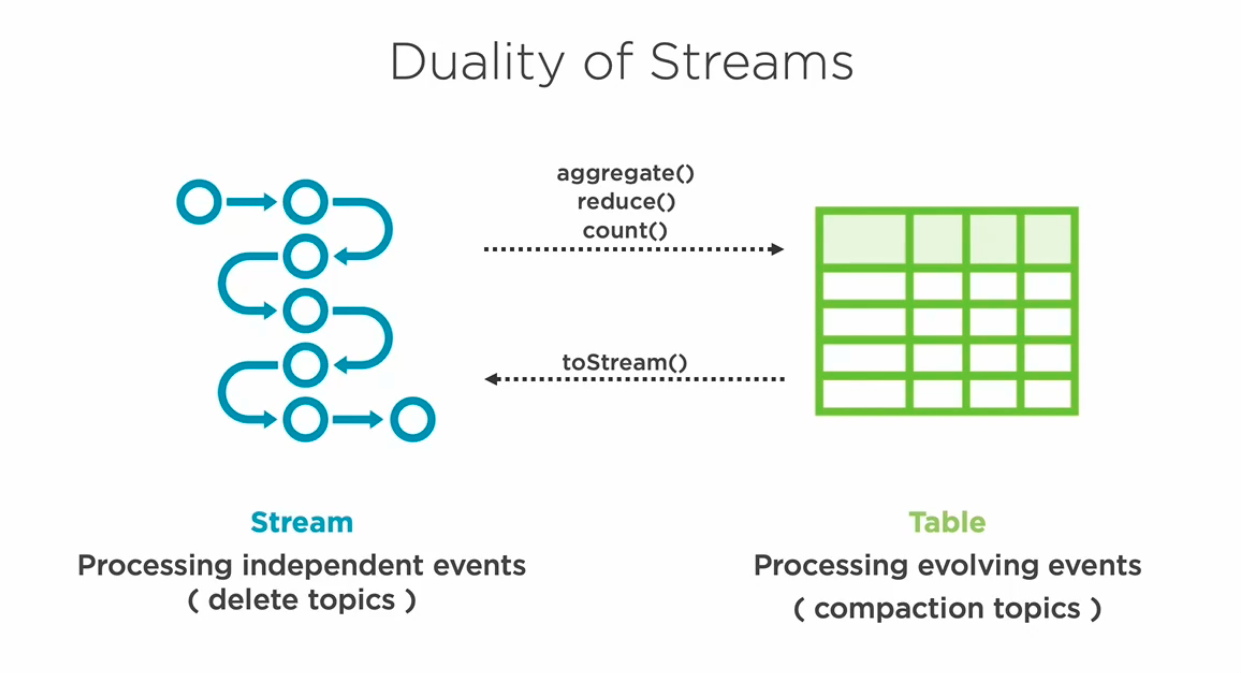 Duality of Streams
aggregate()
reduce()
count()
toStream()
Stream
Processing independent events
( delete topics )
Table
Processing evolving events
( compaction topics )